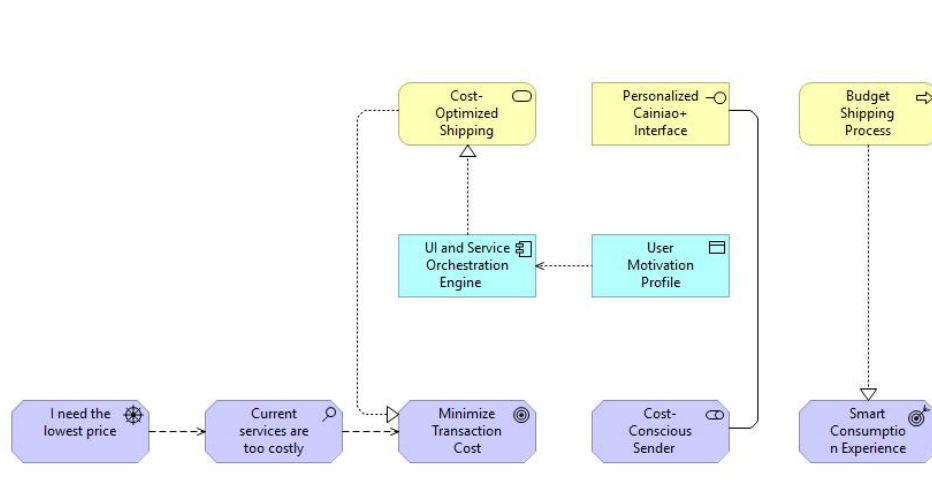 Cost-
Optimized
Shipping
Personalized
Cainiao+
Interface
Budget
Shipping
Process
UI and Service
Orchestration
Engine
User
Motivation
Profile
I need the
lowest price
Current
services are
too costly
Minimize
Transaction
Cost
Cost-
Conscious
Sender
Smart
Consumptio
n Experience